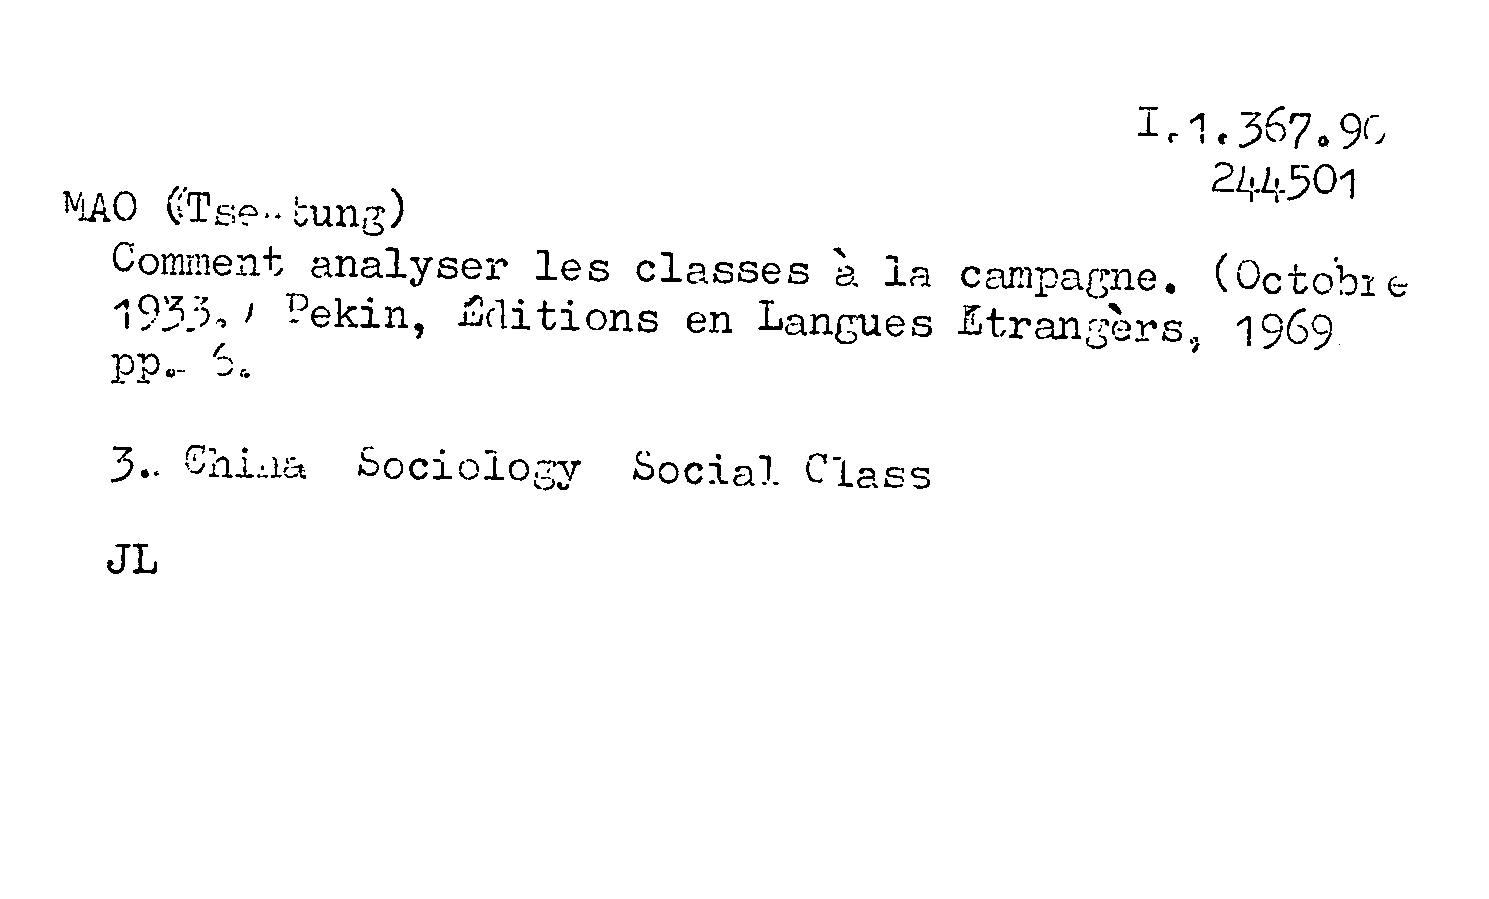 I.1.367.90
244501
MAO (Tse-tung)
Comment analyser les classes à la campagne. (Octobre
1933.) Pekin, Éditions en Langues Etrangèrs, 1969
pp. 6.
3. China Sociology Social Class
JL